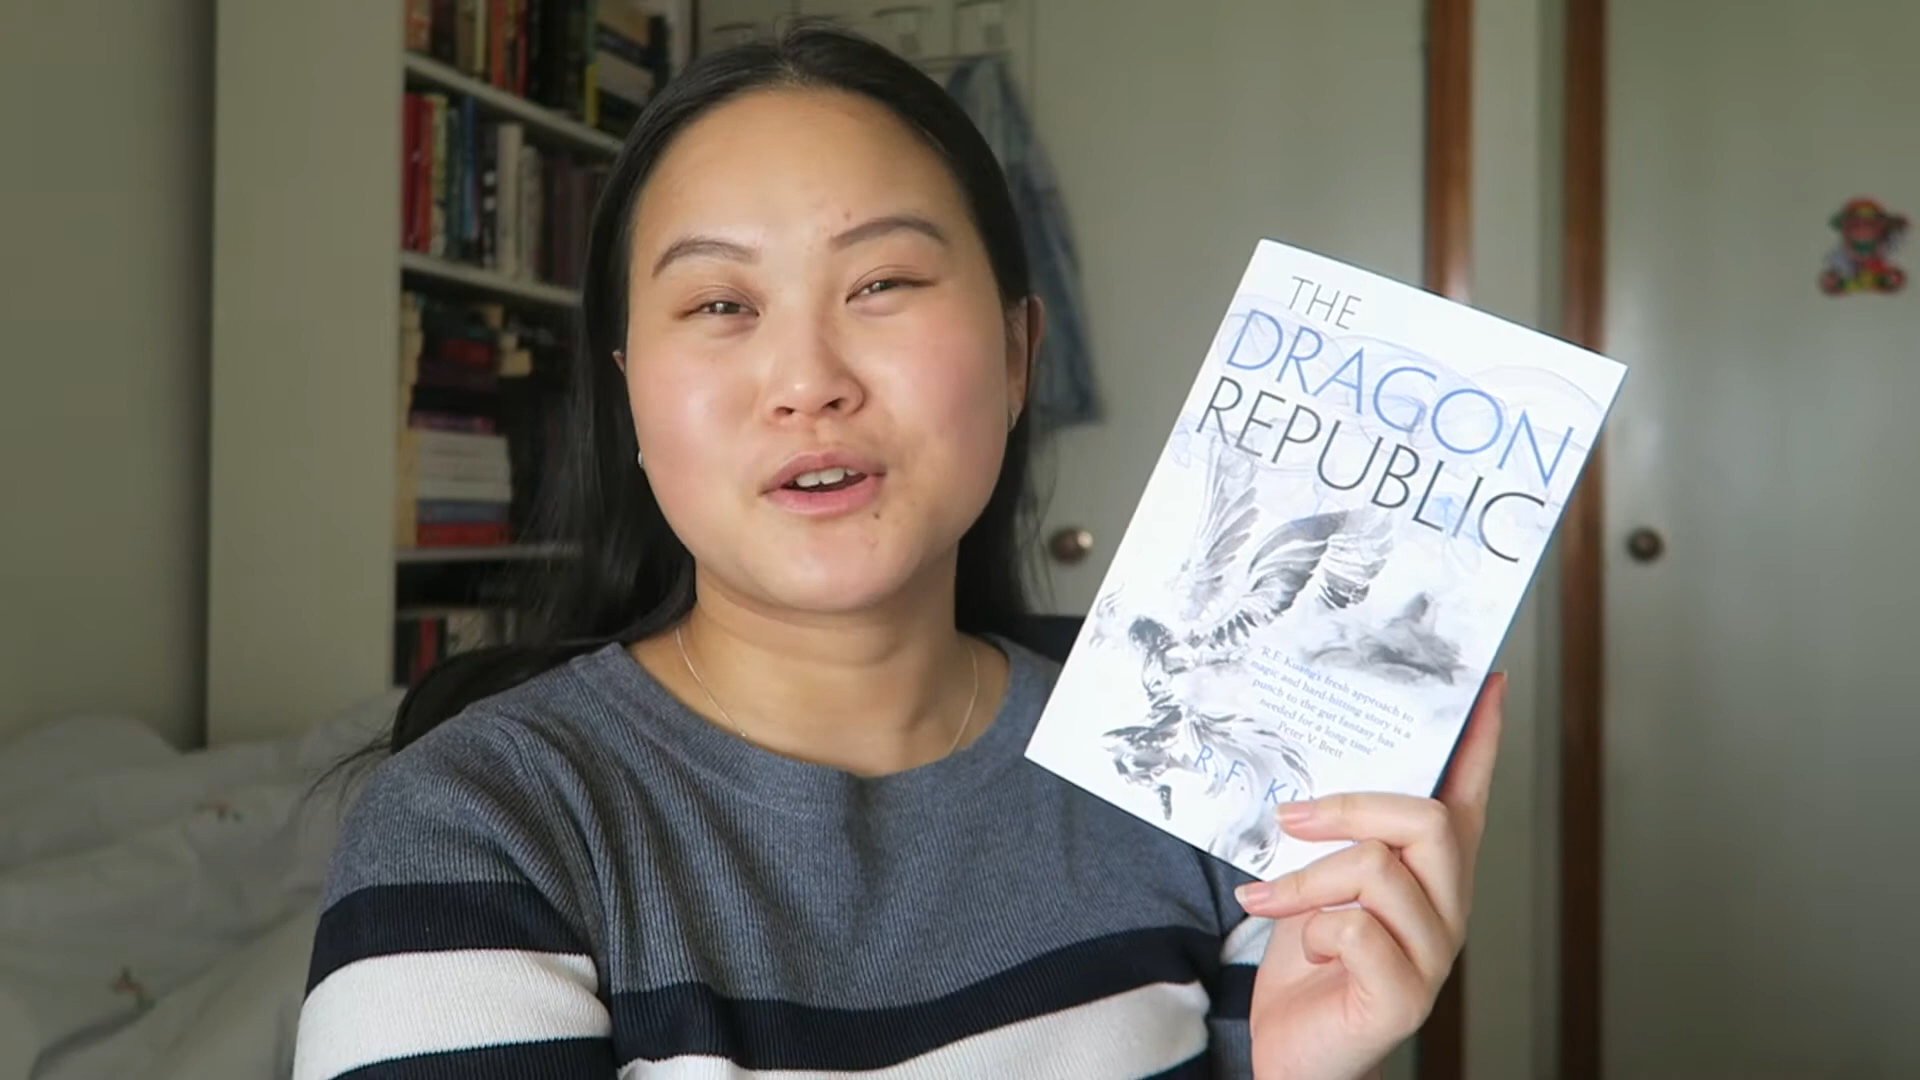 THE
DRAGON
REPUBLIC
'R.F. Kuang's fresh approach to
magic and hard-hitting story is a
punch to the gut fantasy has
needed for a long time'
Peter V. Brett
R. F. KU